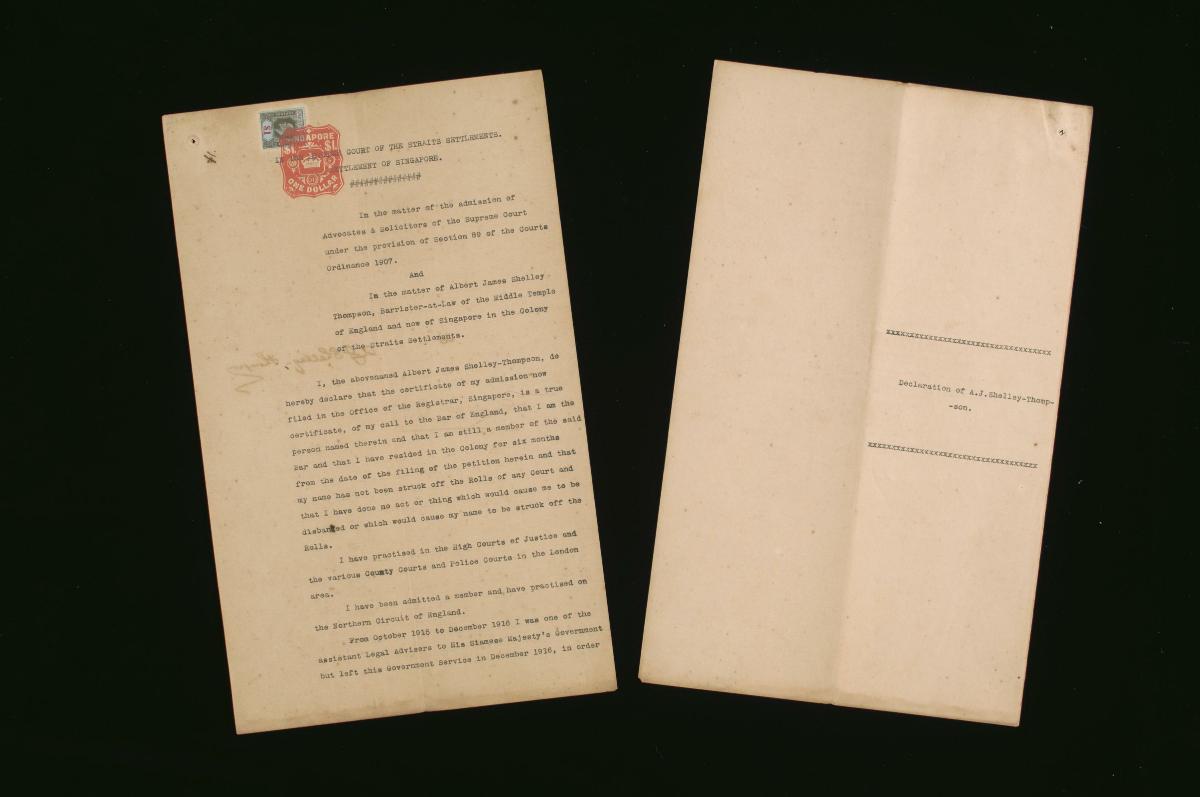 SINGAPORE
$1. $1.
ONE DOLLAR
COURT OF THE STRAITS SETTLEMENTS.
SETTLEMENT OF SINGAPORE.
In the matter of the admission of
Advocates & Solicitors of the Supreme Court
under the provision of Section 89 of the Courts
Ordinance 1907.
And
In the matter of Albert James Shelley
Thompson, Barrister-at-Law of the Middle Temple
of England and now of Singapore in the Colony
of the Straits Settlements.
I, the abovenamed Albert James Shelley-Thompson, do
hereby declare that the certificate of my admission now
filed in the Office of the Registrar, Singapore, is a true
certificate, of my call to the Bar of England, that I am the
person named therein and that I am still a member of the said
Bar and that I have resided in the Colony for six months
from the date of the filing of the petition herein and that
my name has not been struck off the Rolls of any Court and
that I have done no act or thing which would cause me to be
disbarred or which would cause my name to be struck off the
Rolls.
I have practised in the High Courts of Justice and
the various County Courts and Police Courts in the London
area.
I have been admitted a member and have practised on
the Northern Circuit of England.
From October 1915 to December 1916 I was one of the
assistant Legal Advisers to His Siamese Majesty's Government
but left this Government Service in December 1916, in order
xxxxxxxxxxxxxxxxxxxxxxxxxxxxxxxxxx
Declaration of A.J.Shelley-Thomp-
-son.
xxxxxxxxxxxxxxxxxxxxxxxxxxxxxxxxxx